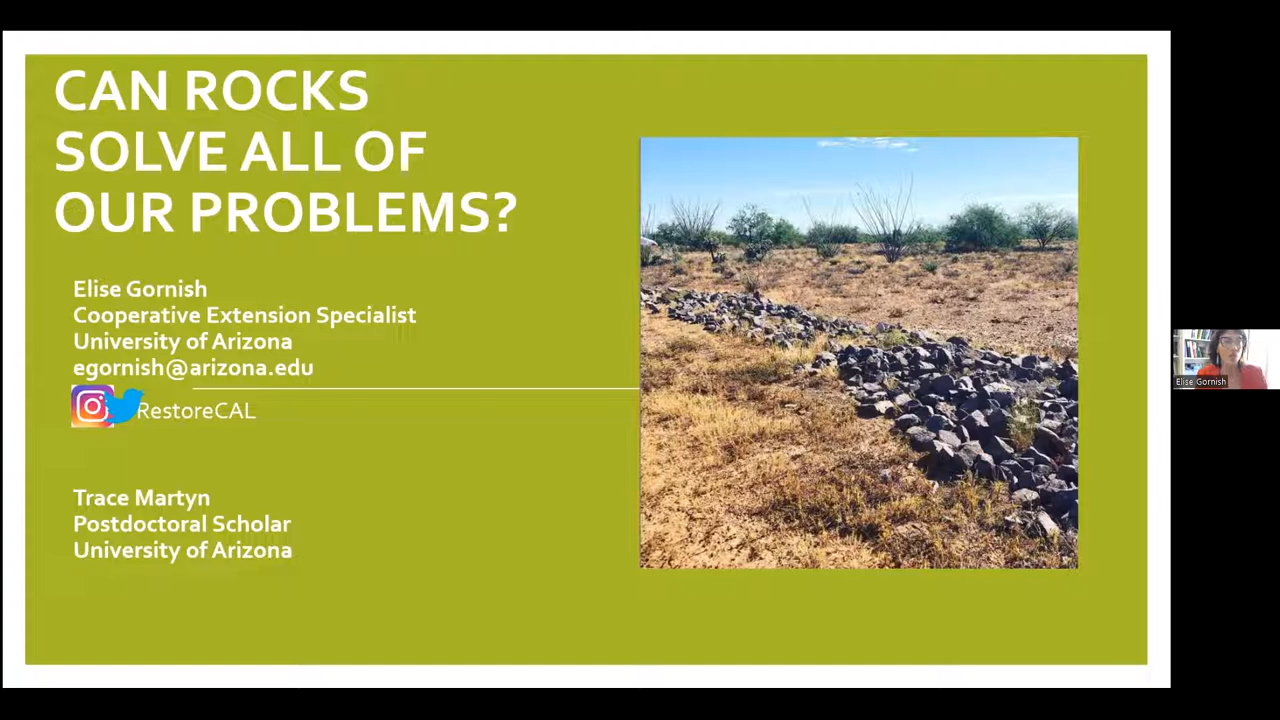 CAN ROCKS
SOLVE ALL OF
OUR PROBLEMS?
Elise Gornish
Cooperative Extension Specialist
University of Arizona
egornish@arizona.edu
RestoreCAL
Trace Martyn
Postdoctoral Scholar
University of Arizona
Elise Gornish